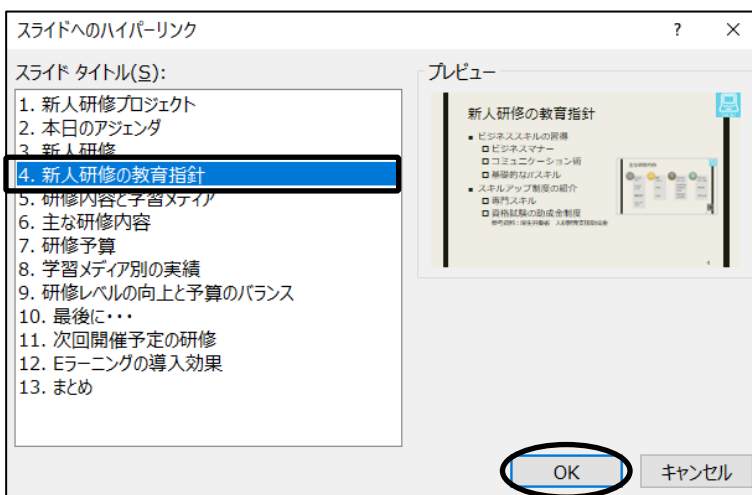 スライドへのハイパーリンク
? ×
スライド タイトル(S):
1. 新人研修プロジェクト
2. 本日のアジェンダ
3. 新人研修
4. 新人研修の教育指針
5. 研修内容と学習メディア
6. 主な研修内容
7. 研修予算
8. 学習メディア別の実績
9. 研修レベルの向上と予算のバランス
10. 最後に・・・
11. 次回開催予定の研修
12. Eラーニングの導入効果
13. まとめ
プレビュー
新人研修の教育指針
ビジネススキルの習得
ビジネスマナー
コミュニケーション術
基礎的なITスキル
スキルアップ制度の紹介
専門スキル
資格試験の助成金制度
主な研修内容
4
OK
キャンセル